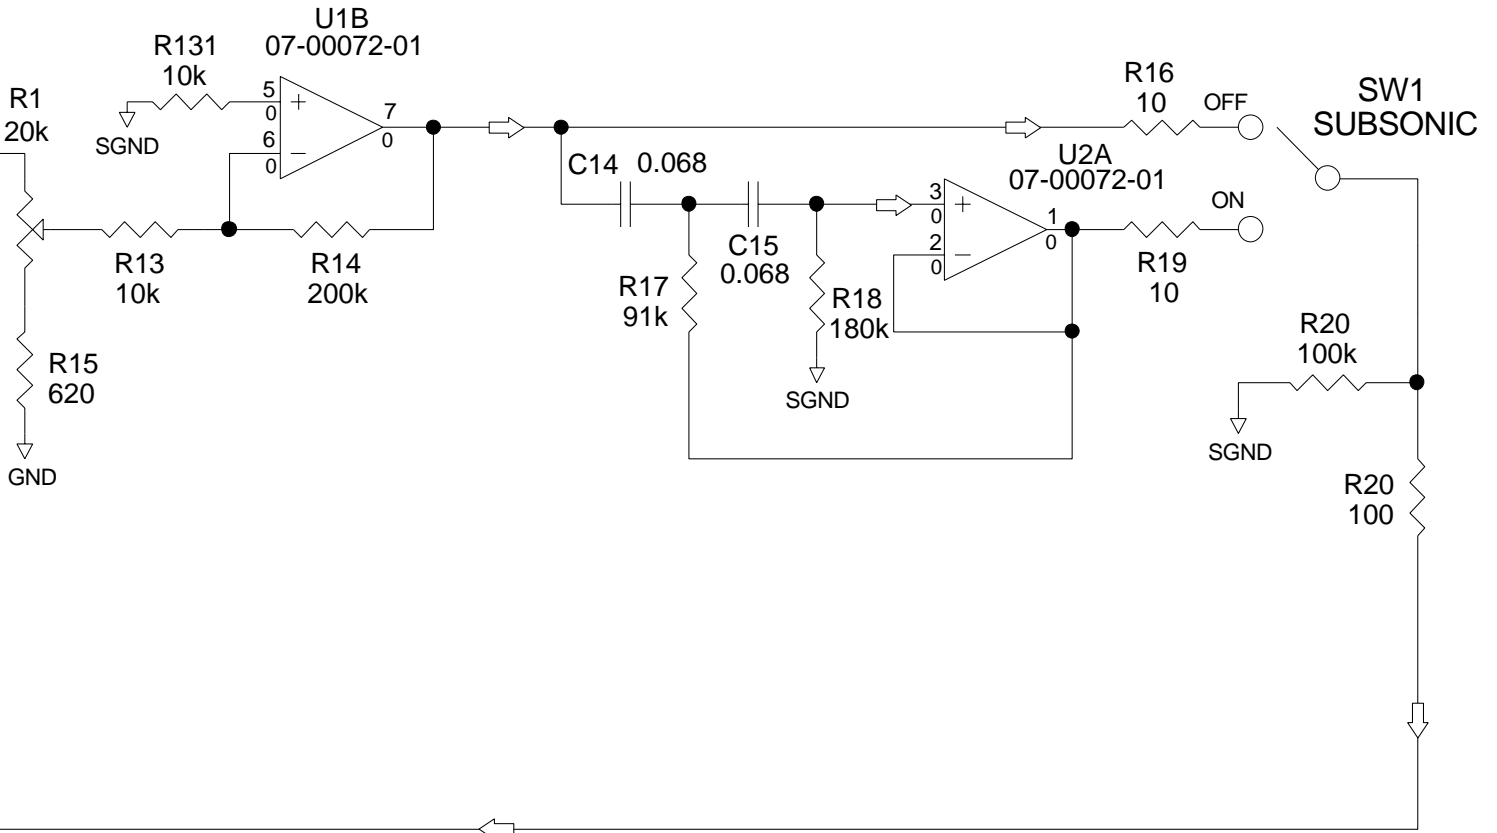 U1B
07-00072-01
R131
10k
5
0
+
6
0
−
7
0
SGND
R1
20k
R13
10k
R14
200k
R15
620
GND
C14 0.068
C15
0.068
R17
91k
R18
180k
SGND
U2A
07-00072-01
3
0
+
2
0
−
1
0
R16
10
OFF
SW1
SUBSONIC
ON
R19
10
R20
100k
SGND
R20
100